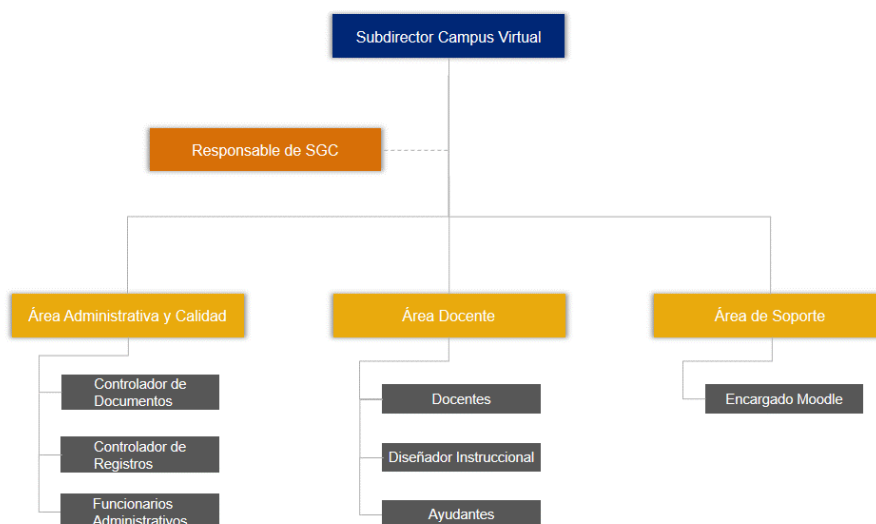 Subdirector Campus Virtual
Responsable de SGC
Área Administrativa y Calidad
Área Docente
Área de Soporte
Controlador de
Documentos
Docentes
Encargado Moodle
Controlador de
Registros
Diseñador Instruccional
Funcionarios
Administrativos
Ayudantes